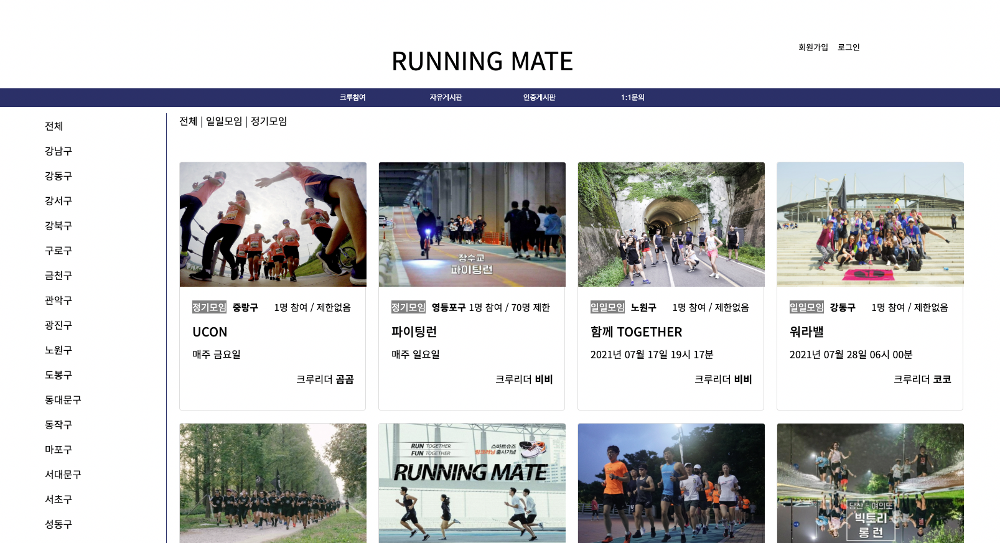 회원가입 로그인
RUNNING MATE
크루참여 자유게시판 인증게시판 1:1문의
전체
강남구
강동구
강서구
강북구
구로구
금천구
관악구
광진구
노원구
도봉구
동대문구
동작구
마포구
서대문구
서초구
성동구
전체 | 일일모임 | 정기모임
정기모임 중랑구 1명 참여 / 제한없음
UCON
매주 금요일
크루리더 곰곰
잠수교
파이팅런
정기모임 영등포구 1명 참여 / 70명 제한
파이팅런
매주 일요일
크루리더 비비
일일모임 노원구 1명 참여 / 제한없음
함께 TOGETHER
2021년 07월 17일 19시 17분
크루리더 비비
일일모임 강동구 1명 참여 / 제한없음
워라밸
2021년 07월 28일 06시 00분
크루리더 코코
RUN TOGETHER
FUN TOGETHER
스마트슈즈
출시기념
RUNNING MATE
당산 - 여의도
빅토리
롱 런